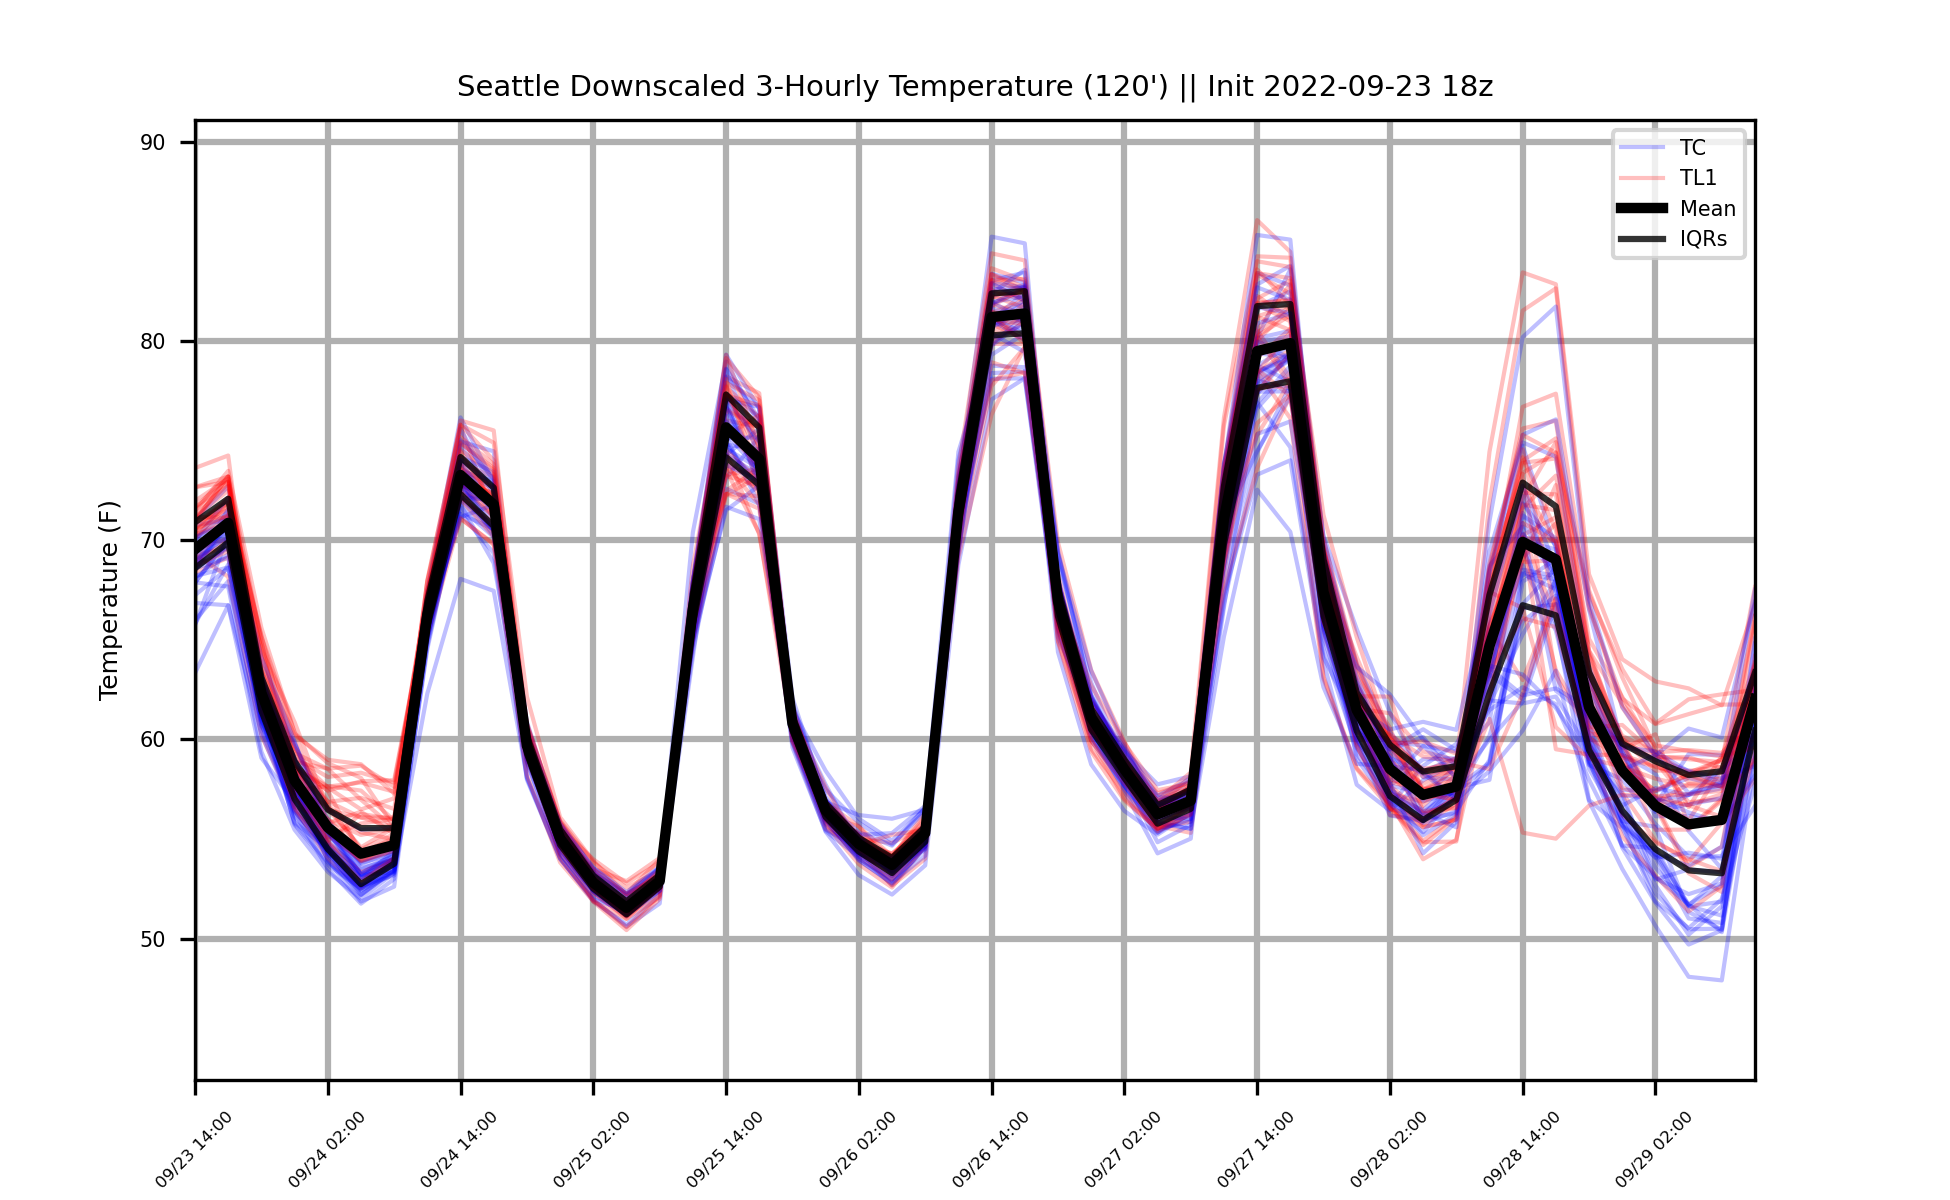 Seattle Downscaled 3-Hourly Temperature (120') || Init 2022-09-23 18z
TC
TL1
Mean
IQRs
Temperature (F)
90
80
70
60
50
09/23 14:00
09/24 02:00
09/24 14:00
09/25 02:00
09/25 14:00
09/26 02:00
09/26 14:00
09/27 02:00
09/27 14:00
09/28 02:00
09/28 14:00
09/29 02:00